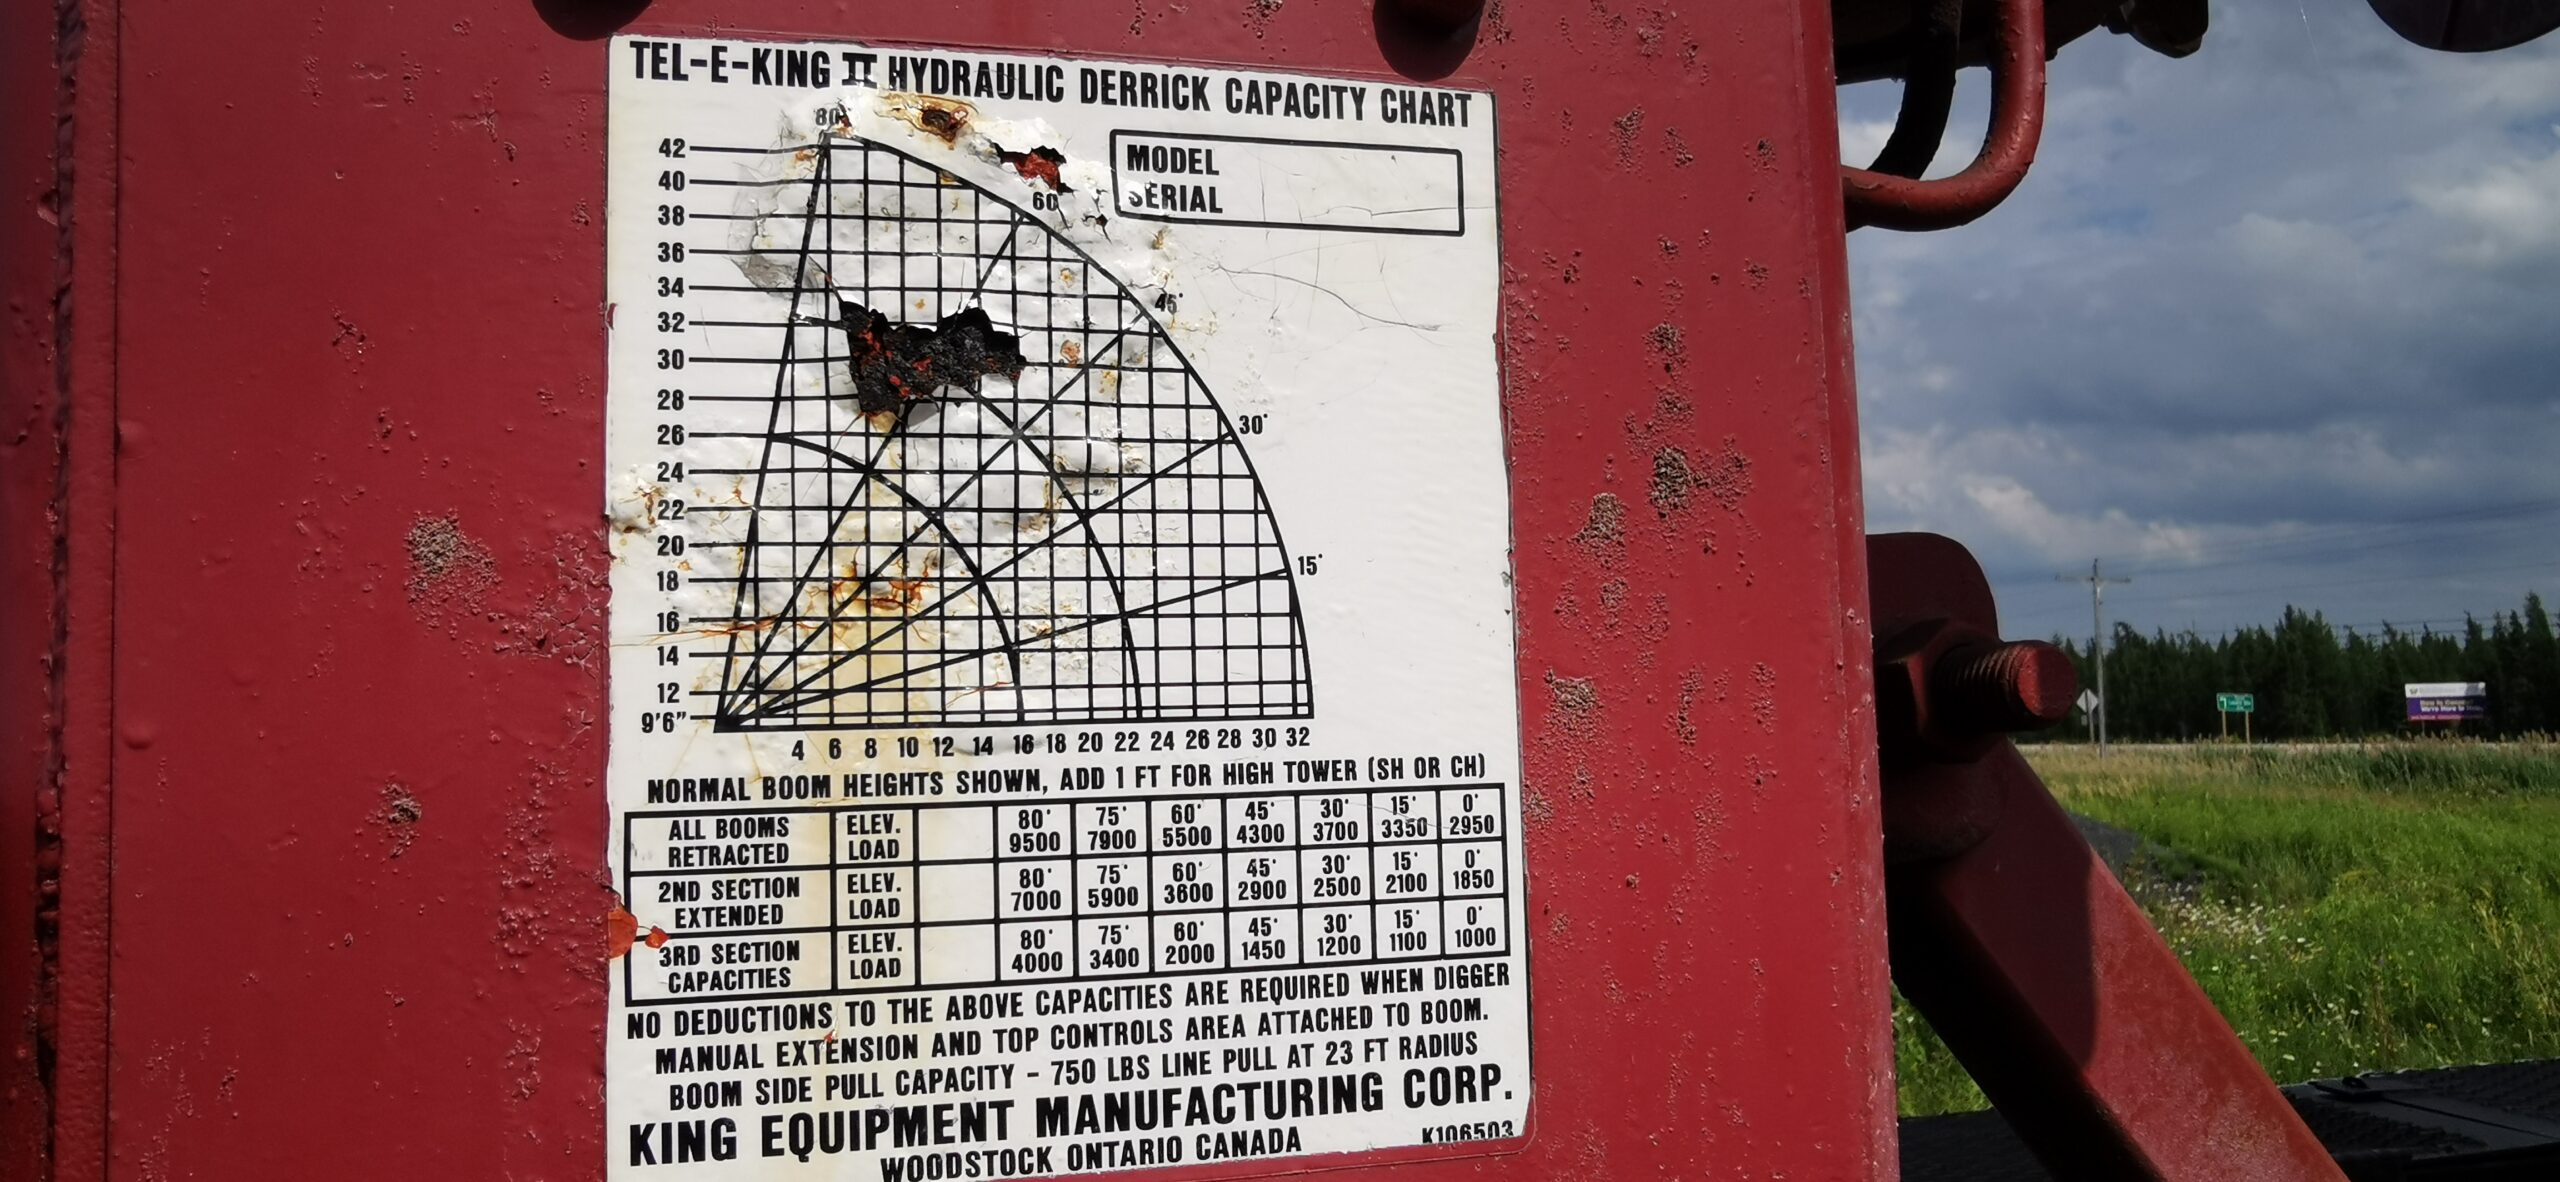 TEL-E-KING II HYDRAULIC DERRICK CAPACITY CHART
MODEL
SERIAL
80
60
45°
30°
15°
42
40
38
36
34
32
30
28
26
24
22
20
18
16
14
12
9'6"
4 6 8 10 12 14 16 18 20 22 24 26 28 30 32
NORMAL BOOM HEIGHTS SHOWN, ADD 1 FT FOR HIGH TOWER (SH OR CH)
ALL BOOMS ELEV. 80° 75° 60° 45° 30° 15° 0°
RETRACTED LOAD 9500 7900 5500 4300 3700 3350 2950
2ND SECTION ELEV. 80° 75° 60° 45° 30° 15° 0°
EXTENDED LOAD 7000 5900 3600 2900 2500 2100 1850
3RD SECTION ELEV. 80° 75° 60° 45° 30° 15° 0°
CAPACITIES LOAD 4000 3400 2000 1450 1200 1100 1000
NO DEDUCTIONS TO THE ABOVE CAPACITIES ARE REQUIRED WHEN DIGGER
MANUAL EXTENSION AND TOP CONTROLS AREA ATTACHED TO BOOM.
BOOM SIDE PULL CAPACITY - 750 LBS LINE PULL AT 23 FT RADIUS
KING EQUIPMENT MANUFACTURING CORP.
WOODSTOCK ONTARIO CANADA
K106503